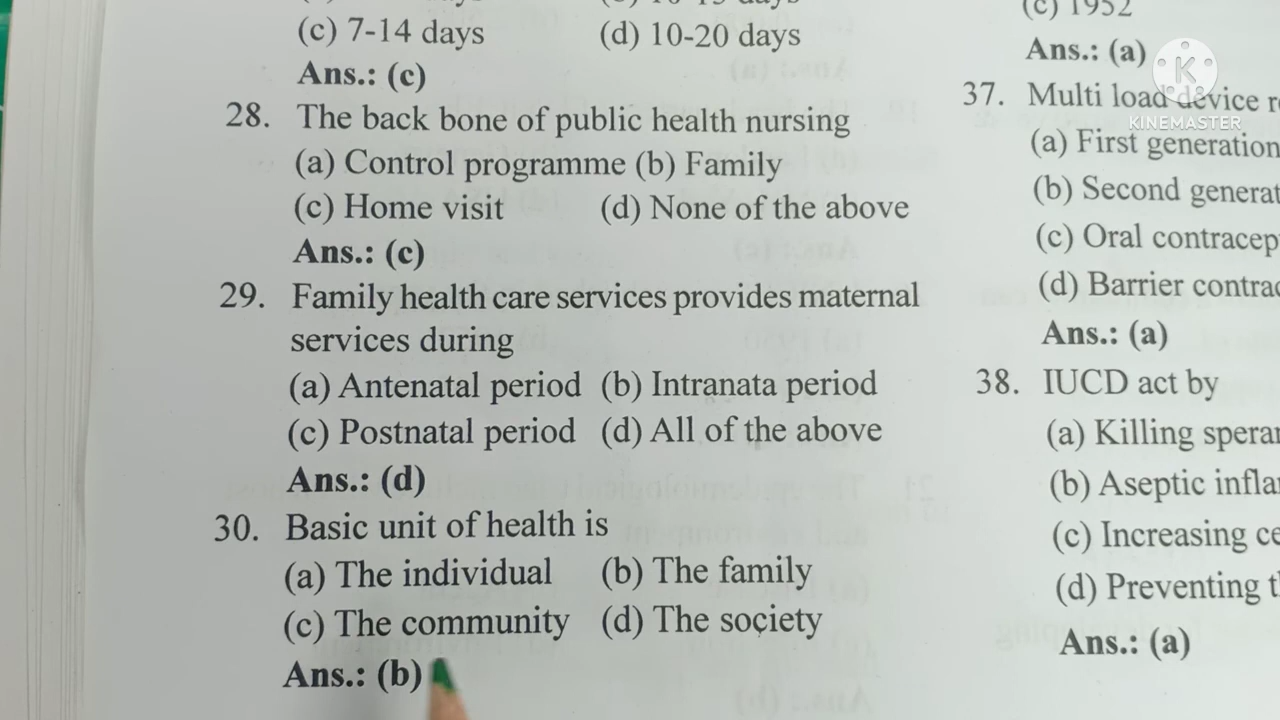 (c) 7-14 days (d) 10-20 days
Ans.: (c)
28. The back bone of public health nursing
(a) Control programme (b) Family
(c) Home visit (d) None of the above
Ans.: (c)
29. Family health care services provides maternal
services during
(a) Antenatal period (b) Intranata period
(c) Postnatal period (d) All of the above
Ans.: (d)
30. Basic unit of health is
(a) The individual (b) The family
(c) The community (d) The society
Ans.: (b)
(c) 1952
Ans.: (a)
37. Multi load device
(a) First generation
(b) Second
(c) Oral
(d) Barrier
Ans.: (a)
38. IUCD act by
(a) Killing
(b) Aseptic
(c) Increasing
(d) Preventing
Ans.: (a)
K
KINEMASTER